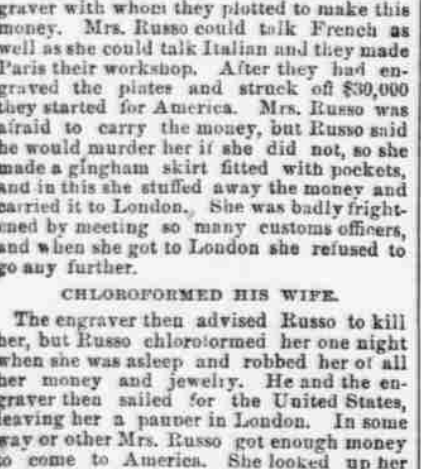 graver with whom they plotted to make this
money. Mrs. Russo could talk French as
well as she could talk Italian and they made
Paris their workshop. After they had en-
graved the plates and struck off $30,000
they started for America. Mrs. Russo was
afraid to carry the money, but Russo said
he would murder her if she did not, so she
made a gingham skirt fitted with pockets,
and in this she stuffed away the money and
carried it to London. She was badly fright-
ened by meeting so many customs officers,
and when she got to London she refused to
go any further.
CHLOROFORMED HIS WIFE.
The engraver then advised Russo to kill
her, but Russo chloroformed her one night
when she was asleep and robbed her of all
her money and jewelry. He and the en-
graver then sailed for the United States,
leaving her a pauper in London. In some
way or other Mrs. Russo got enough money
to come to America. She looked up her